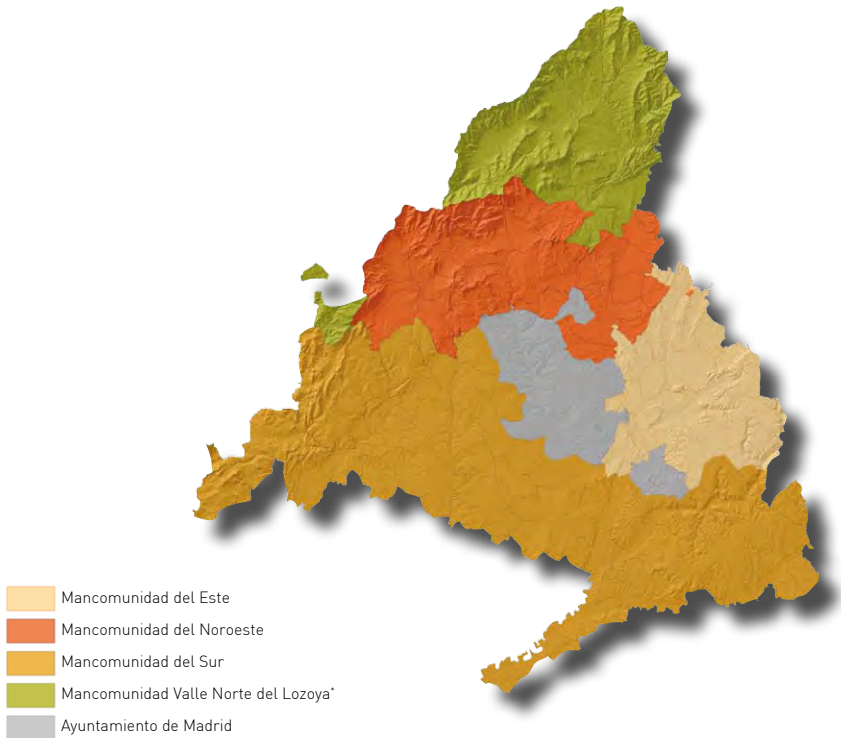 Mancomunidad del Este
Mancomunidad del Noroeste
Mancomunidad del Sur
Mancomunidad Valle Norte del Lozoya*
Ayuntamiento de Madrid